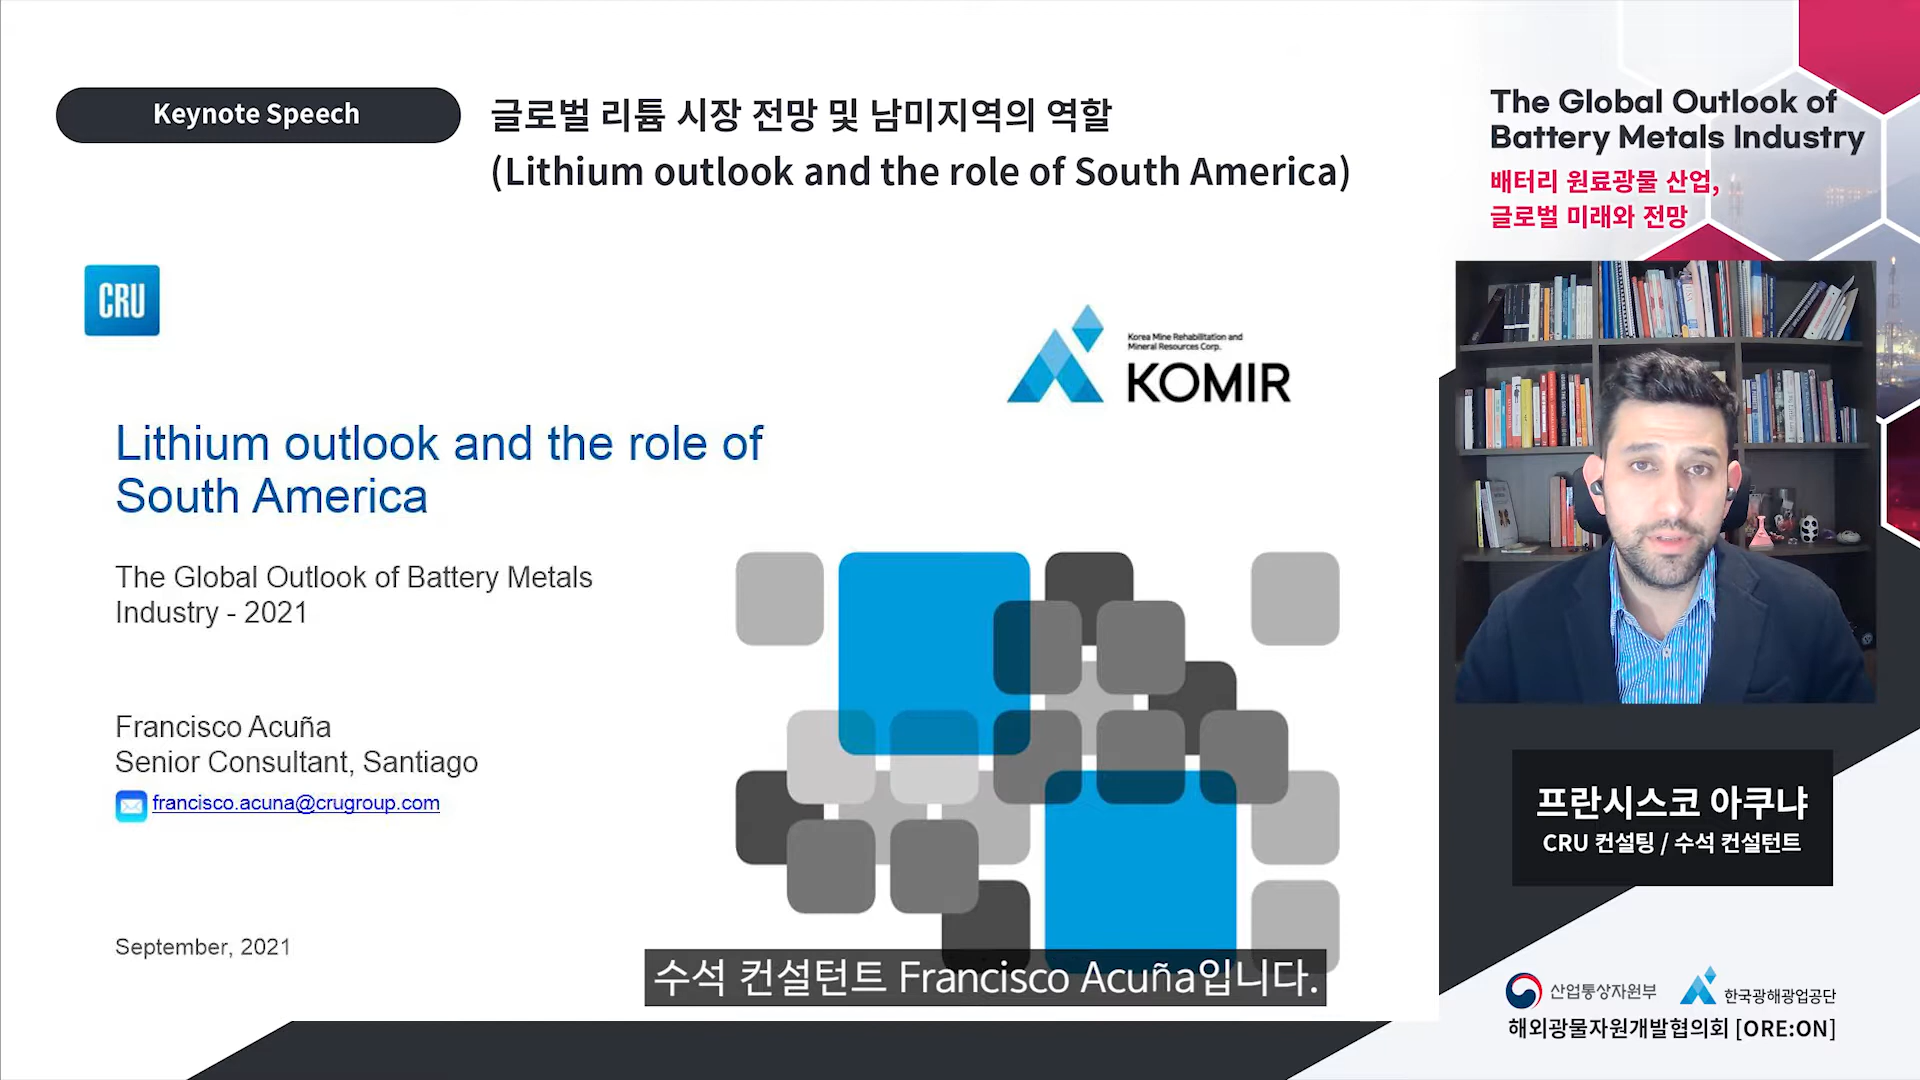 Keynote Speech
글로벌 리튬 시장 전망 및 남미지역의 역할
(Lithium outlook and the role of South America)
The Global Outlook of
Battery Metals Industry
배터리 원료광물 산업,
글로벌 미래와 전망
CRU
Korea Mine Rehabilitation and
Mineral Resources Corp.
KOMIR
Lithium outlook and the role of
South America
The Global Outlook of Battery Metals
Industry - 2021
Francisco Acuña
Senior Consultant, Santiago
francisco.acuna@crugroup.com
September, 2021
수석 컨설턴트 Francisco Acuña입니다.
프란시스코 아쿠냐
CRU 컨설팅 / 수석 컨설턴트
산업통상자원부
한국광해광업공단
해외광물자원개발협의회 [ORE:ON]